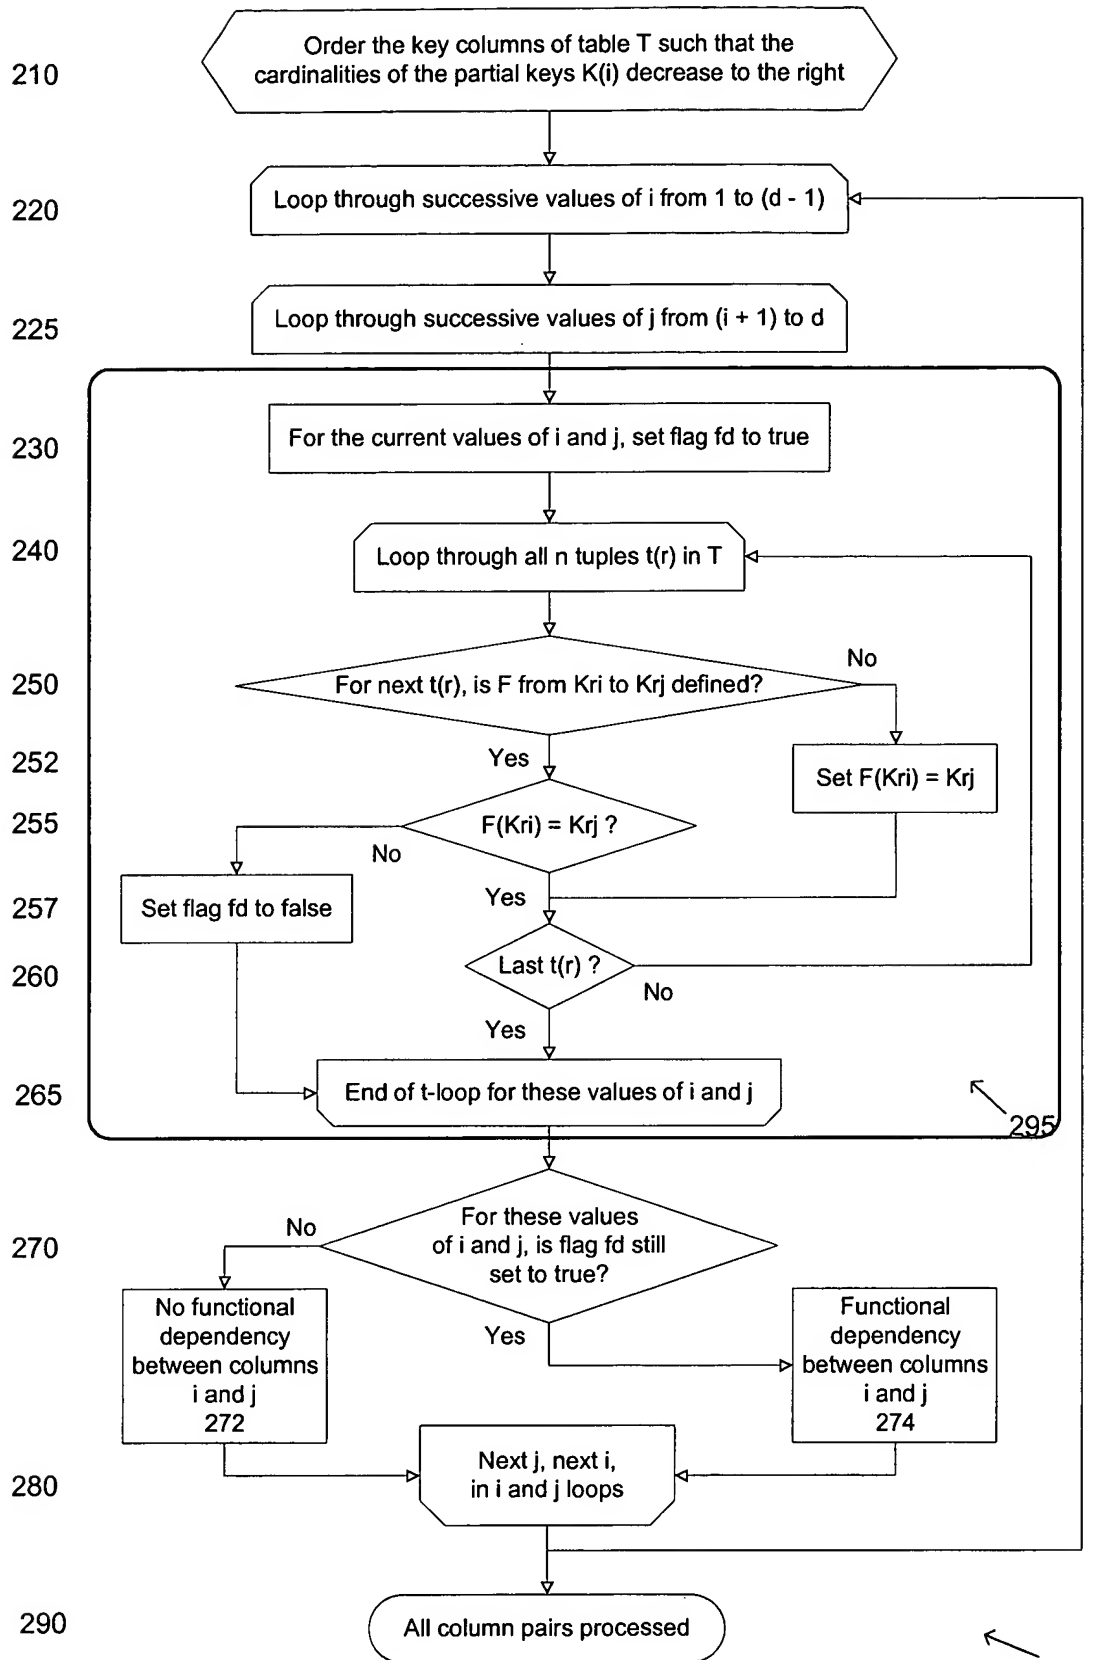 Order the key columns of table T such that the
cardinalities of the partial keys K(i) decrease to the right
210
Loop through successive values of i from 1 to (d - 1)
220
Loop through successive values of j from (i + 1) to d
225
For the current values of i and j, set flag fd to true
230
240
Loop through all n tuples t(r) in T
No
250
For next t(r), is F from Kri to Krj defined?
Yes
252
Set F(Kri) = Krj
255
F(Kri) = Krj ?
No
Yes
257
Set flag fd to false
260
Last t(r) ?
No
Yes
265
End of t-loop for these values of i and j
295
No
For these values
of i and j, is flag fd still
set to true?
270
Yes
No functional
dependency
between columns
i and j
272
Functional
dependency
between columns
i and j
274
Next j, next i,
in i and j loops
280
290
All column pairs processed